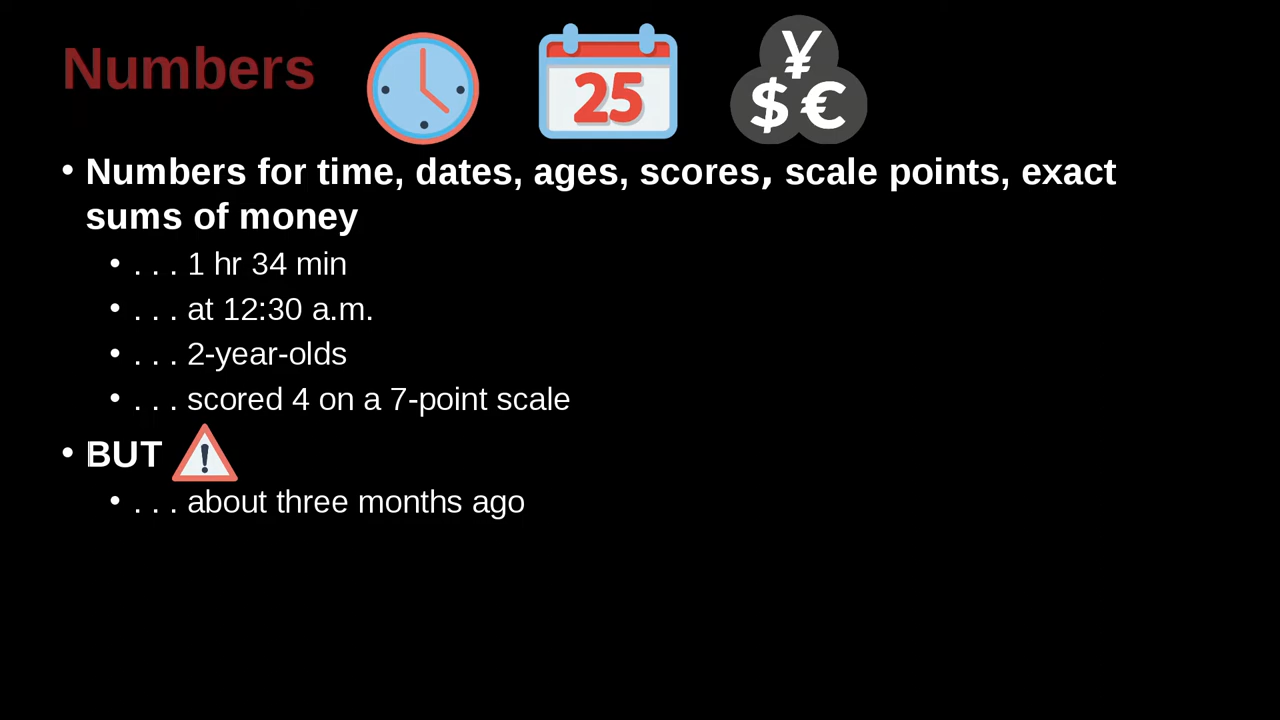 Numbers
25
¥
$ €
• Numbers for time, dates, ages, scores, scale points, exact
sums of money
• . . . 1 hr 34 min
• . . . at 12:30 a.m.
• . . . 2-year-olds
• . . . scored 4 on a 7-point scale
• BUT !
• . . . about three months ago